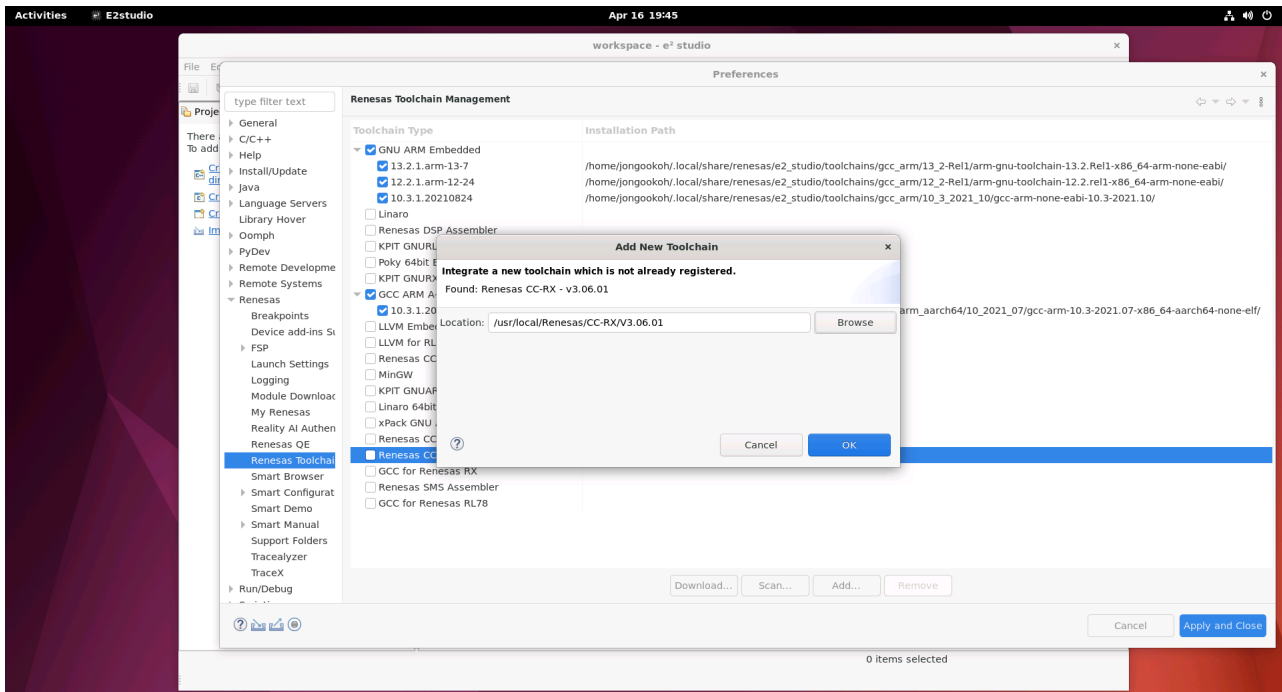 Activities E2studio Apr 16 19:45
workspace - e² studio
File
Preferences
type filter text
Renesas Toolchain Management
Proje
There
To add
General
C/C++
Help
Install/Update
Java
Language Servers
Library Hover
Oomph
PyDev
Remote Developme
Remote Systems
Renesas
Breakpoints
Device add-ins Su
FSP
Launch Settings
Logging
Module Downloac
My Renesas
Reality AI Authen
Renesas QE
Renesas Toolchai
Smart Browser
Smart Configurat
Smart Demo
Smart Manual
Support Folders
Tracealyzer
TraceX
Run/Debug
Toolchain Type Installation Path
GNU ARM Embedded
13.2.1.arm-13-7 /home/jongookoh/.local/share/renesas/e2_studio/toolchains/gcc_arm/13_2-Rel1/arm-gnu-toolchain-13.2.Rel1-x86_64-arm-none-eabi/
12.2.1.arm-12-24 /home/jongookoh/.local/share/renesas/e2_studio/toolchains/gcc_arm/12_2-Rel1/arm-gnu-toolchain-12.2.rel1-x86_64-arm-none-eabi/
10.3.1.20210824 /home/jongookoh/.local/share/renesas/e2_studio/toolchains/gcc_arm/10_3_2021_10/gcc-arm-none-eabi-10.3-2021.10/
Linaro
Renesas DSP Assembler
KPIT GNURL
Poky 64bit
KPIT GNURX
GCC ARM A
10.3.1.20 arm_aarch64/10_2021_07/gcc-arm-10.3-2021.07-x86_64-aarch64-none-elf/
LLVM Embe
LLVM for RL
Renesas CC
MinGW
KPIT GNUAR
Linaro 64bit
xPack GNU
Renesas CC
Renesas CC
GCC for Renesas RX
Renesas SMS Assembler
GCC for Renesas RL78
Add New Toolchain
Integrate a new toolchain which is not already registered.
Found: Renesas CC-RX - v3.06.01
Location: /usr/local/Renesas/CC-RX/V3.06.01 Browse
Cancel OK
Download... Scan... Add... Remove
Cancel Apply and Close
0 items selected